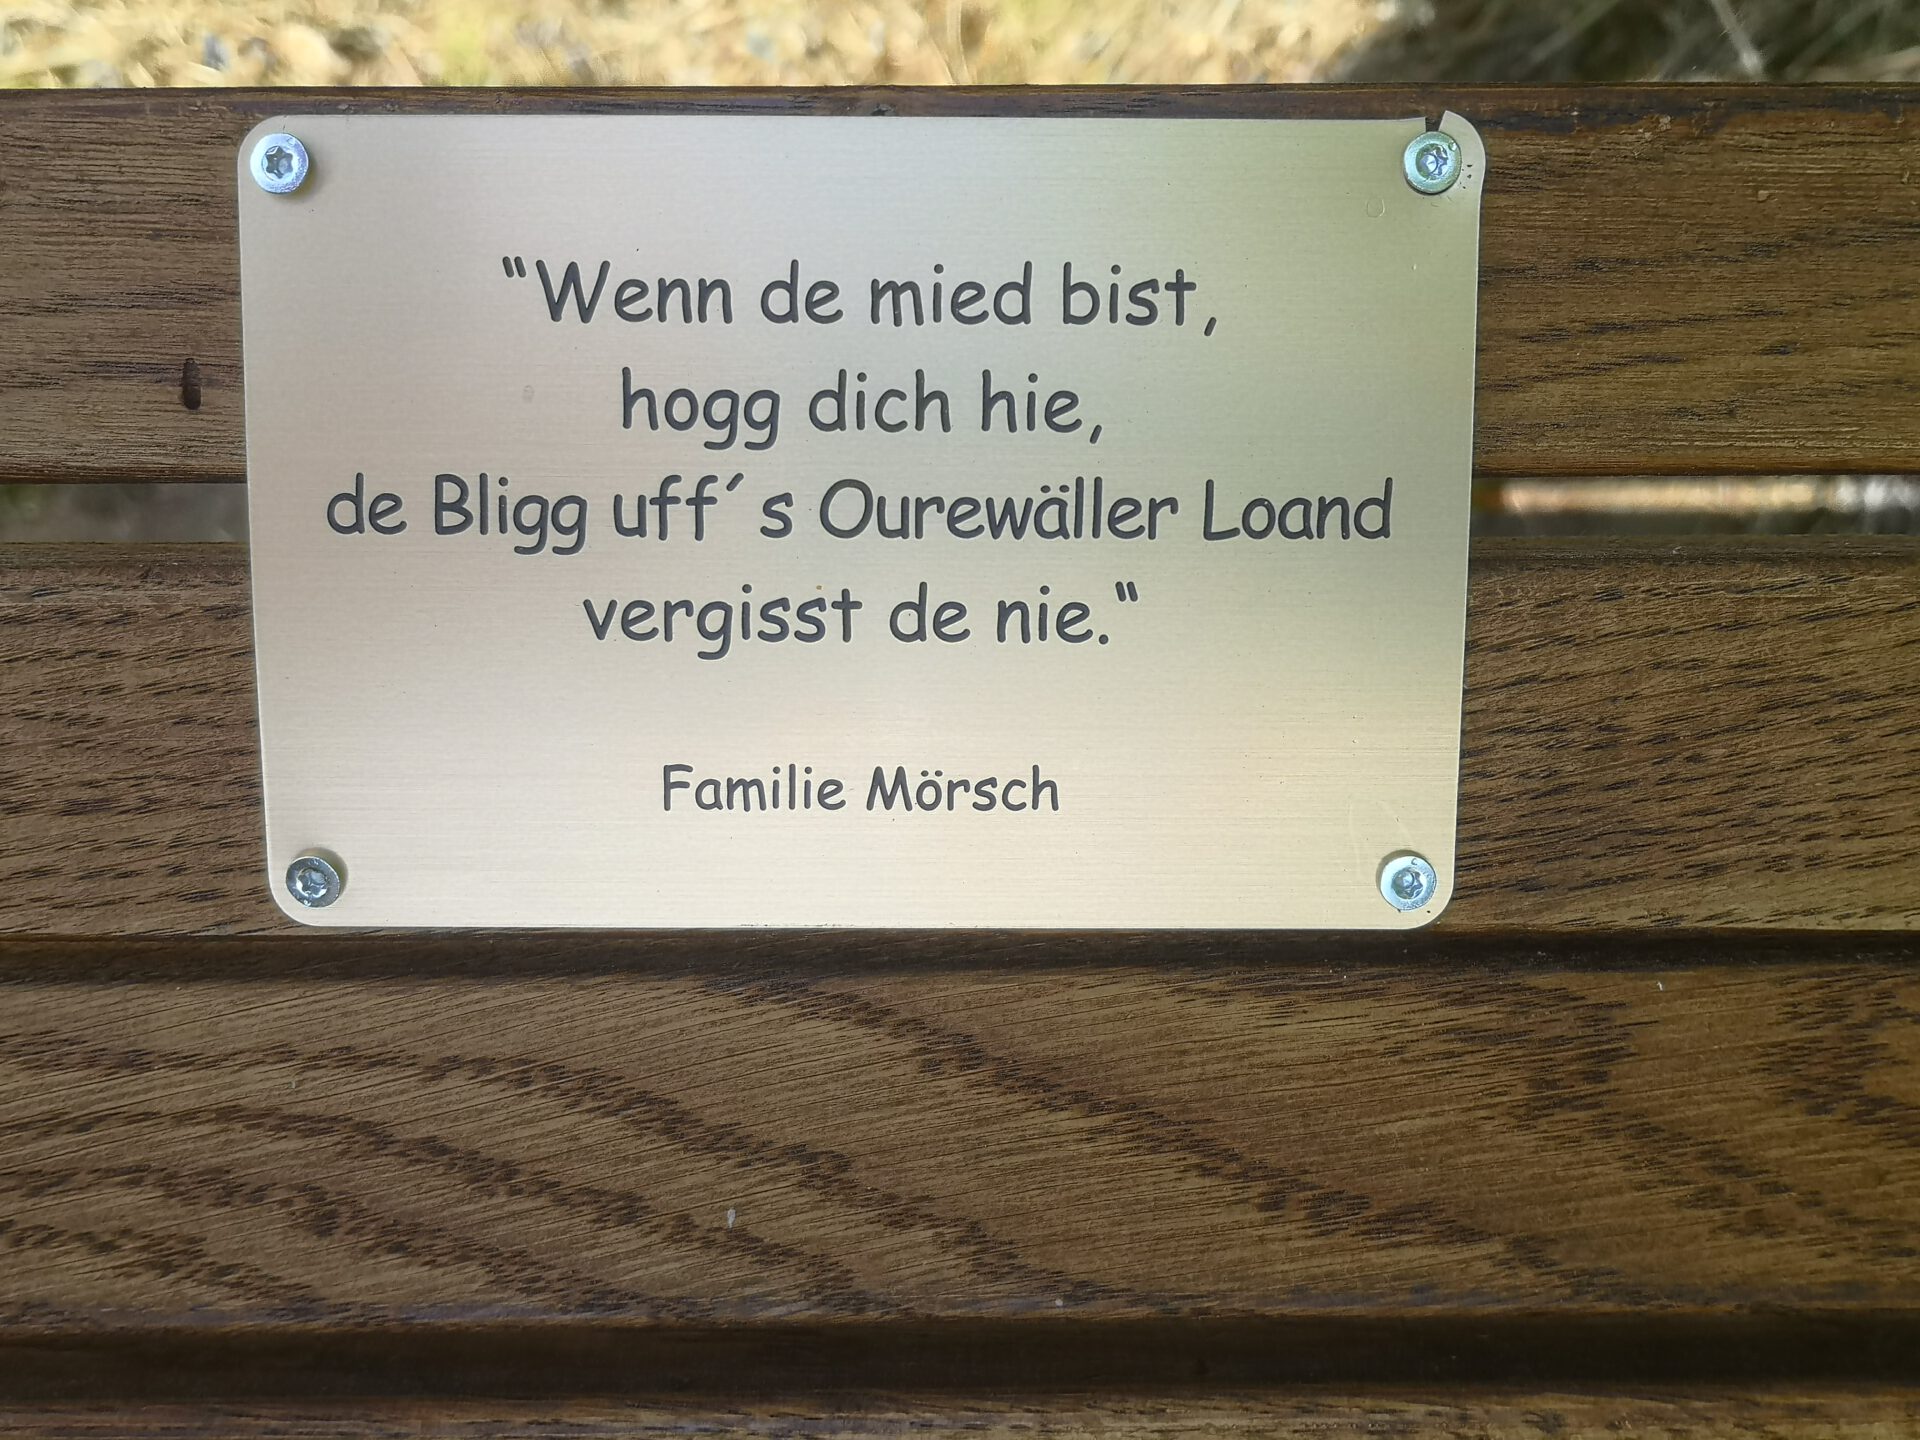 "Wenn de mied bist,
hogg dich hie,
de Bligg uff´s Ourewäller Loand
vergisst de nie."
Familie Mörsch